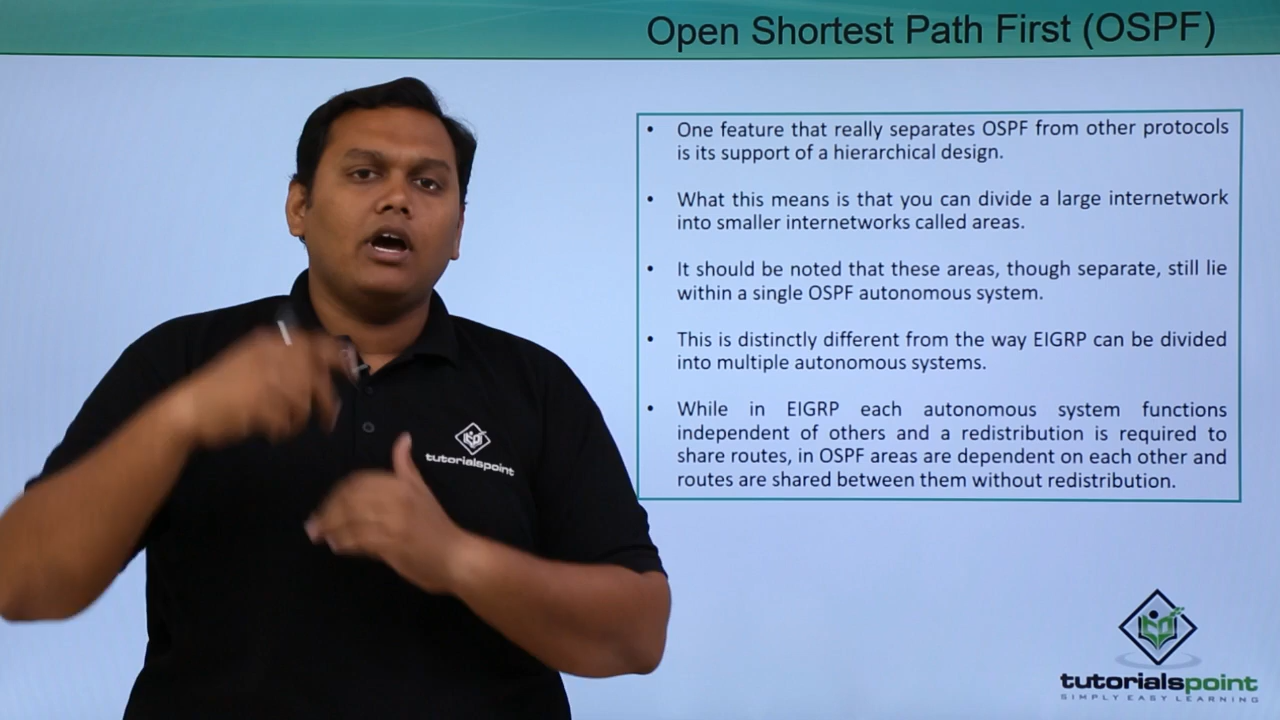 Open Shortest Path First (OSPF)
• One feature that really separates OSPF from other protocols
is its support of a hierarchical design.
• What this means is that you can divide a large internetwork
into smaller internetworks called areas.
• It should be noted that these areas, though separate, still lie
within a single OSPF autonomous system.
• This is distinctly different from the way EIGRP can be divided
into multiple autonomous systems.
• While in EIGRP each autonomous system functions
independent of others and a redistribution is required to
share routes, in OSPF areas are dependent on each other and
routes are shared between them without redistribution.
tutorialspoint
tutorialspoint
SIMPLY EASY LEARNING